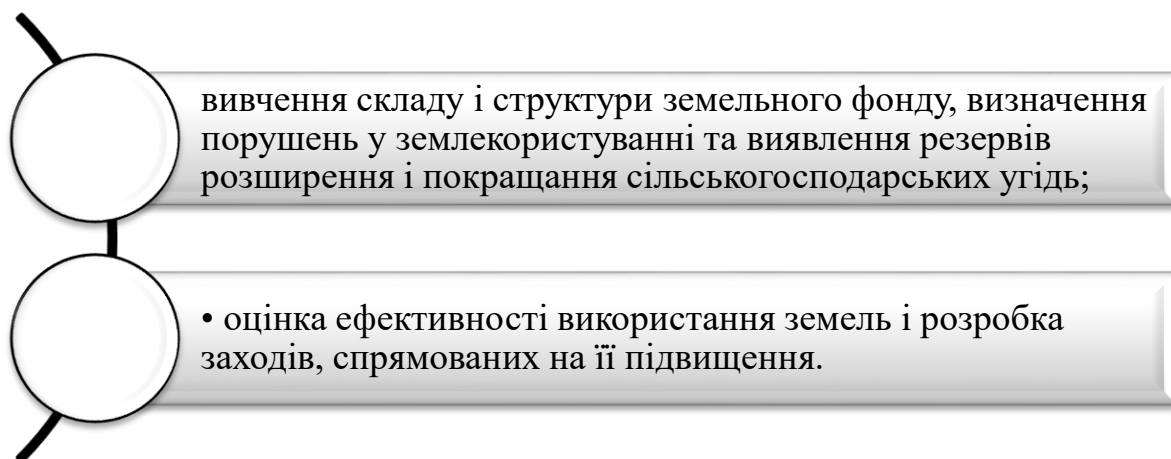 вивчення складу і структури земельного фонду, визначення
порушень у землекористуванні та виявлення резервів
розширення і покращання сільськогосподарських угідь;
• оцінка ефективності використання земель і розробка
заходів, спрямованих на її підвищення.